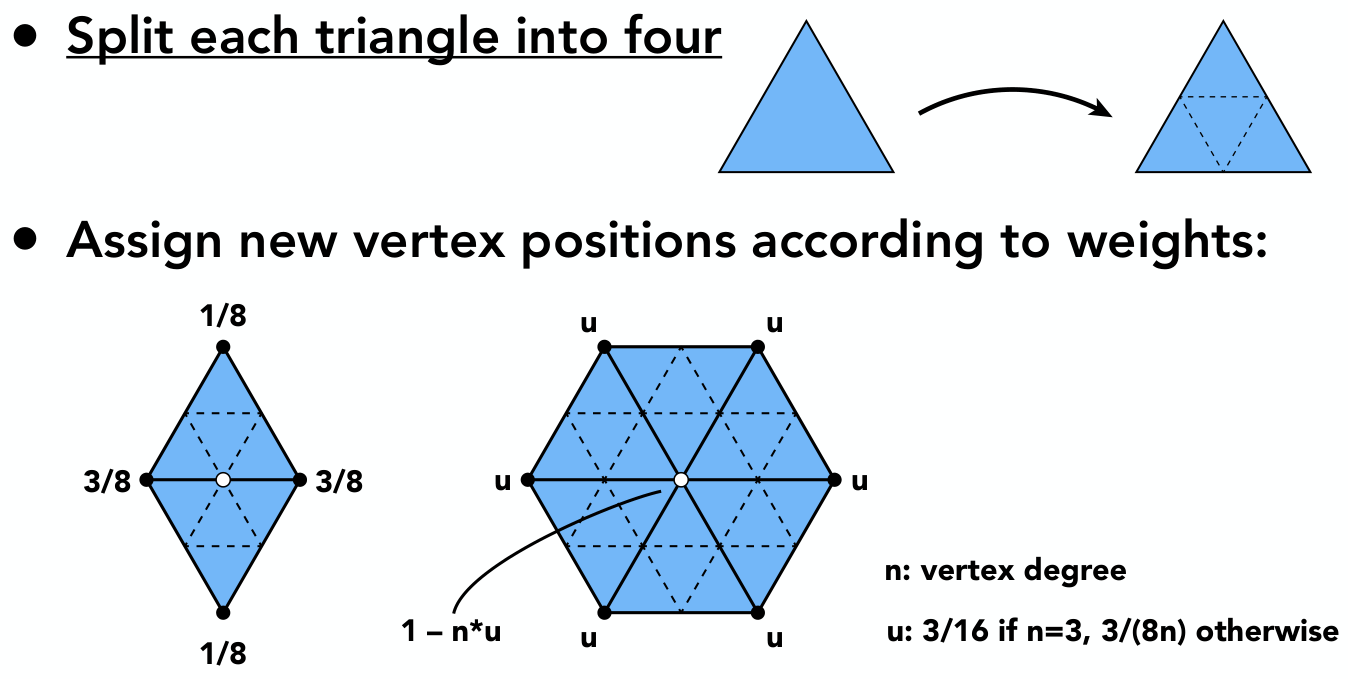 • Split each triangle into four
• Assign new vertex positions according to weights:
1/8
3/8
3/8
1/8
u
u
u
u
1 – n*u
u
u
n: vertex degree
u: 3/16 if n=3, 3/(8n) otherwise